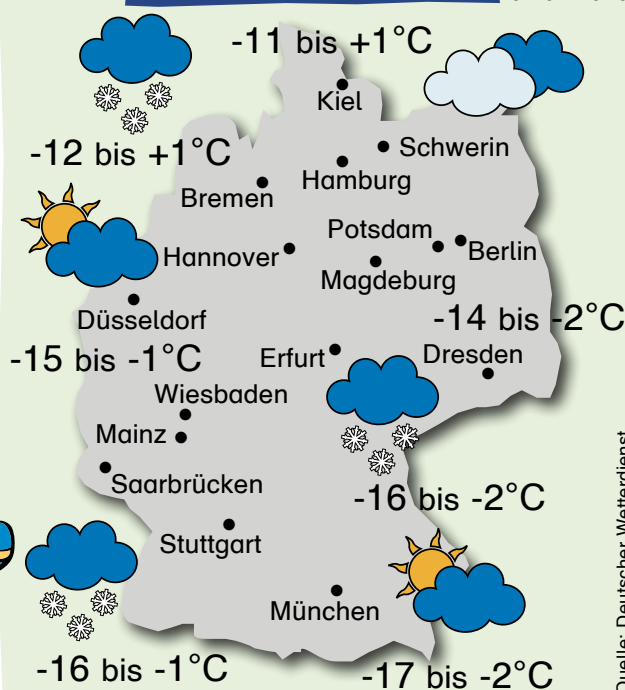 -11 bis +1°C
Kiel
-12 bis +1°C
Schwerin
Hamburg
Bremen
Potsdam
Berlin
Hannover
Magdeburg
Düsseldorf
-14 bis -2°C
-15 bis -1°C
Erfurt
Dresden
Wiesbaden
Mainz
Saarbrücken
-16 bis -2°C
Stuttgart
München
-16 bis -1°C
-17 bis -2°C
Quelle: Deutscher Wetterdienst